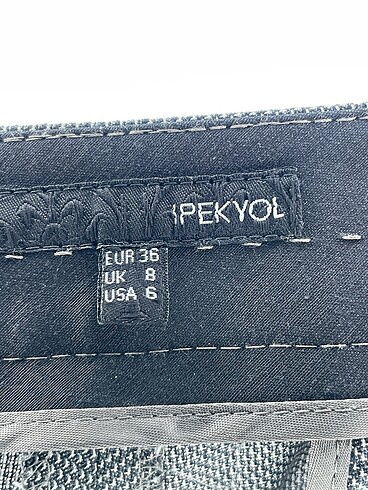 İPEKYOL
EUR 36
UK 8
USA 6